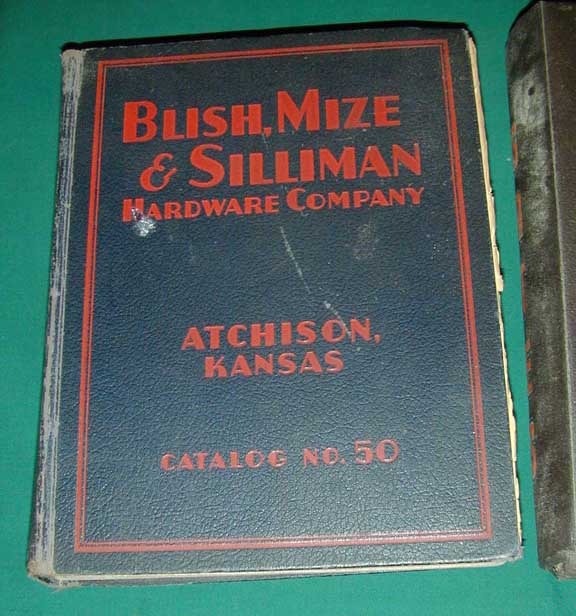 BLISH, MIZE
& SILLIMAN
HARDWARE COMPANY
ATCHISON,
KANSAS
CATALOG NO. 50